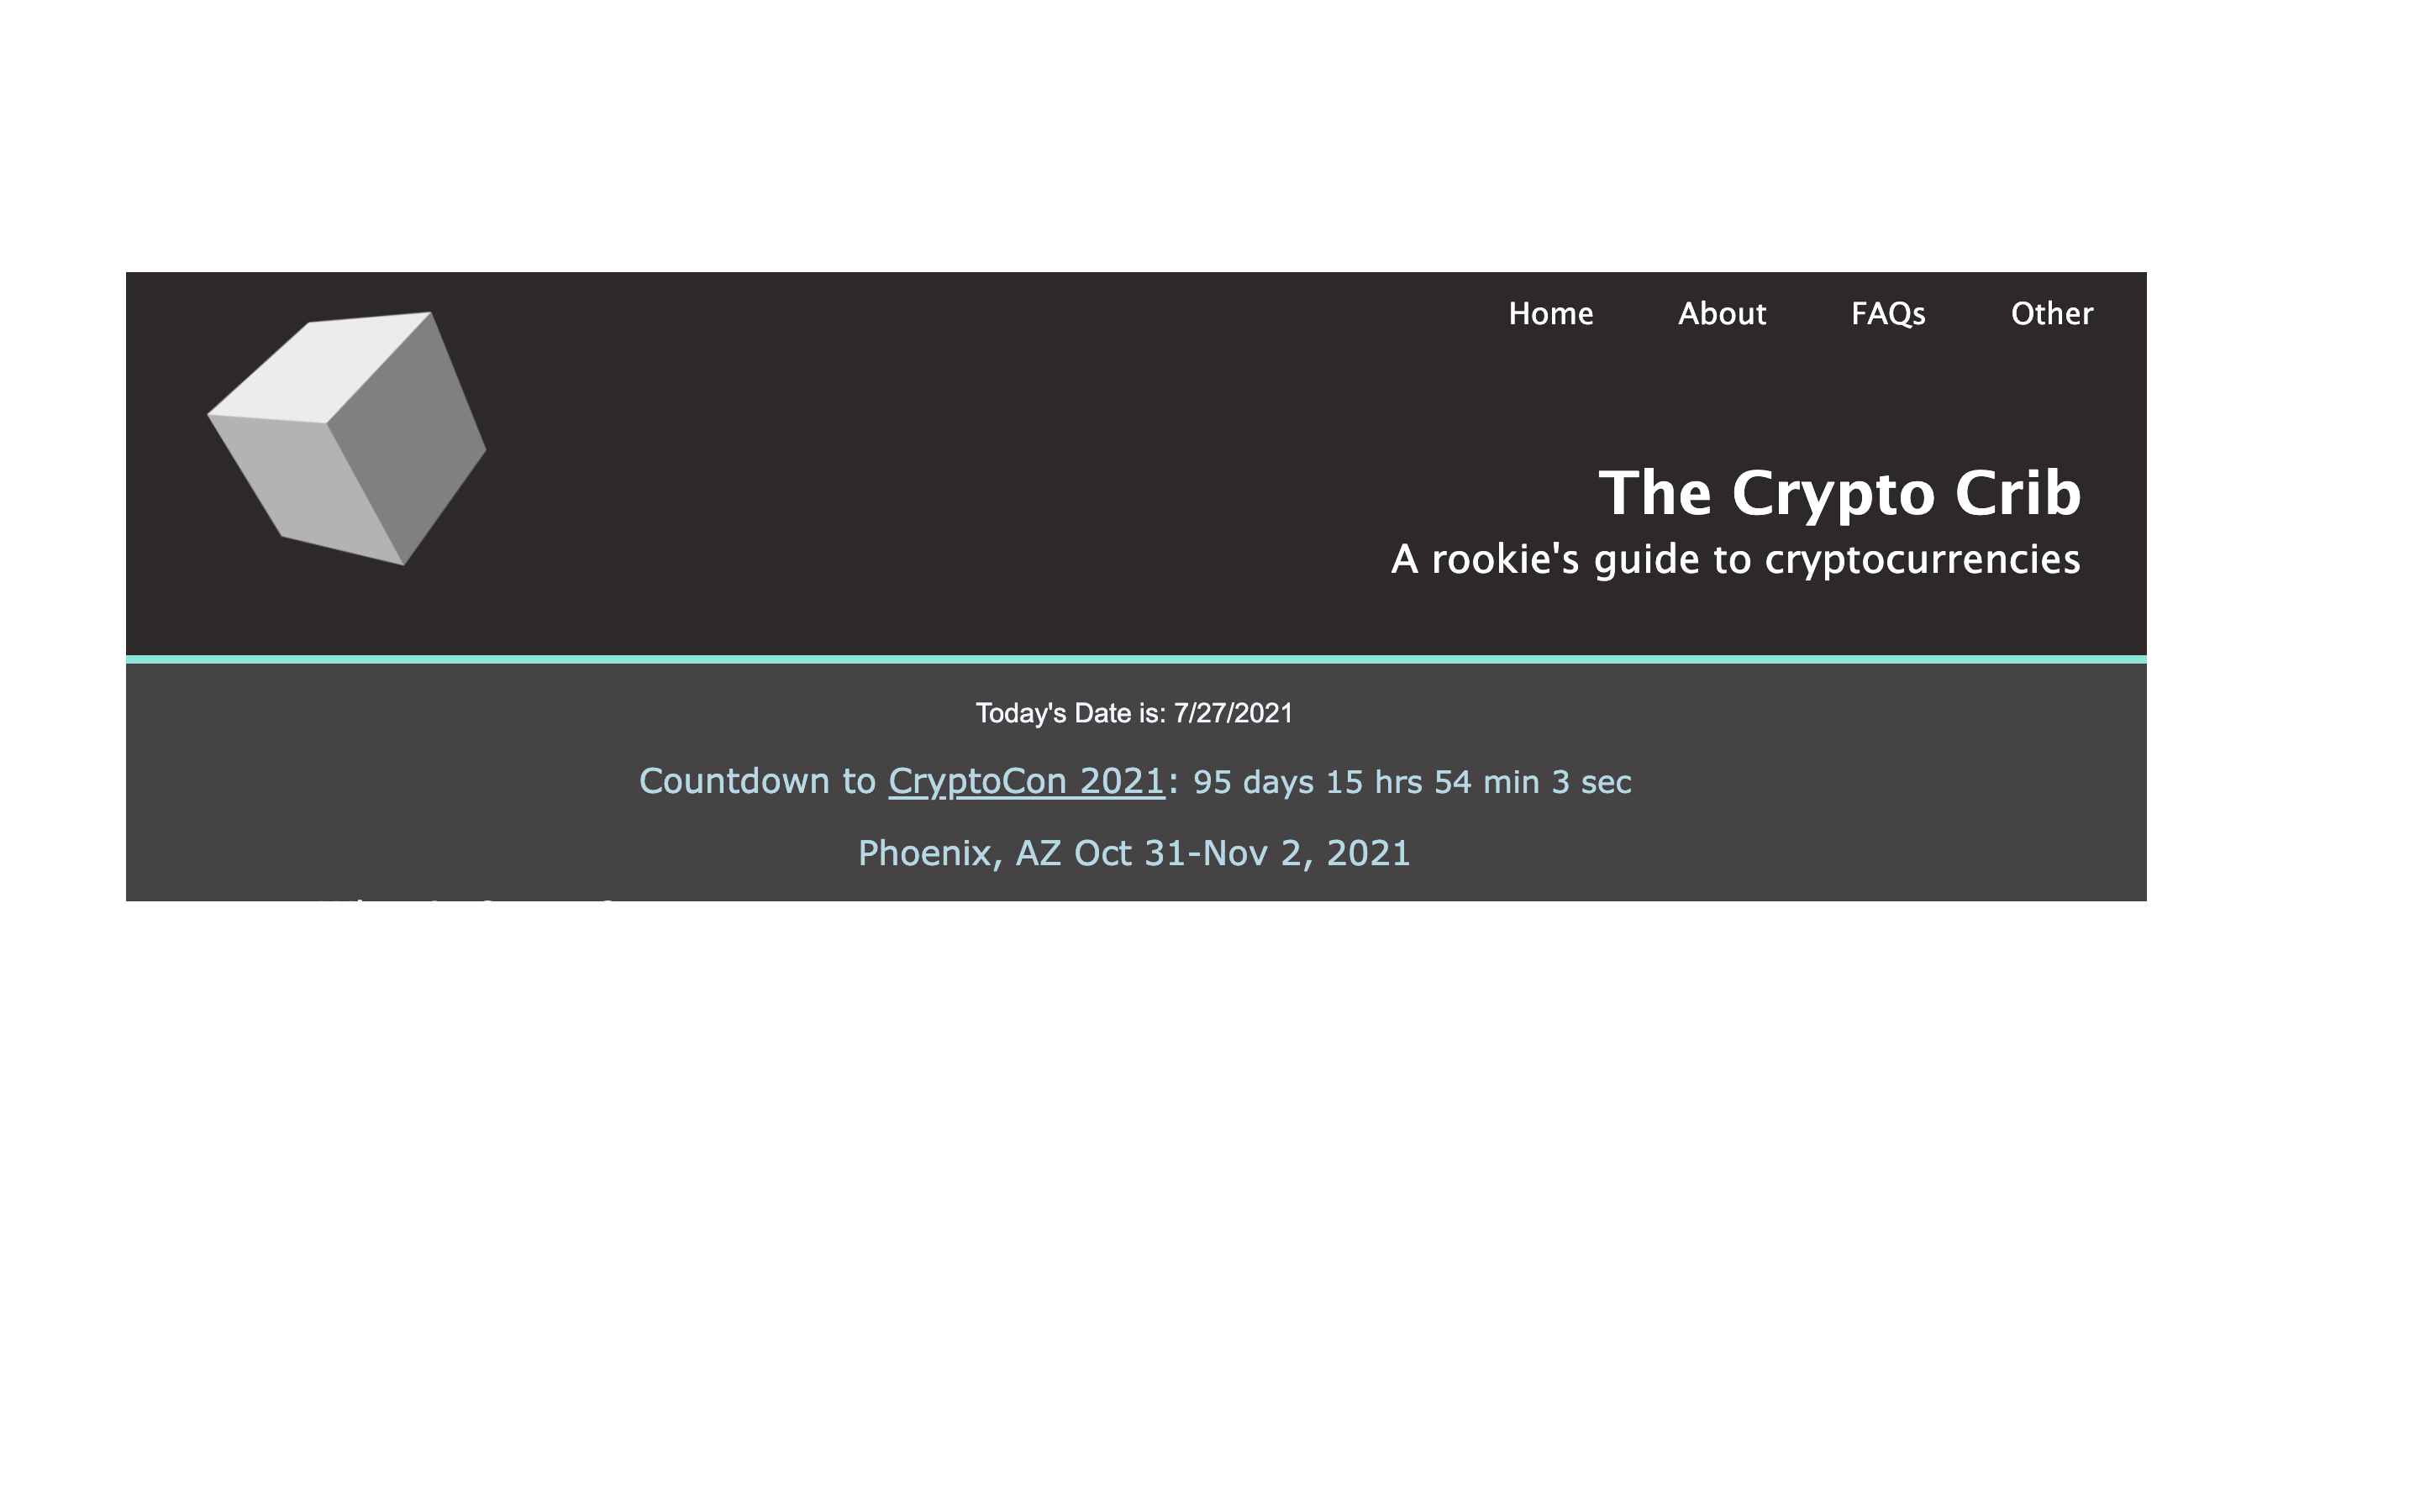 Home About FAQs Other
The Crypto Crib
A rookie's guide to cryptocurrencies
Today's Date is: 7/27/2021
Countdown to CryptoCon 2021: 95 days 15 hrs 54 min 3 sec
Phoenix, AZ Oct 31-Nov 2, 2021